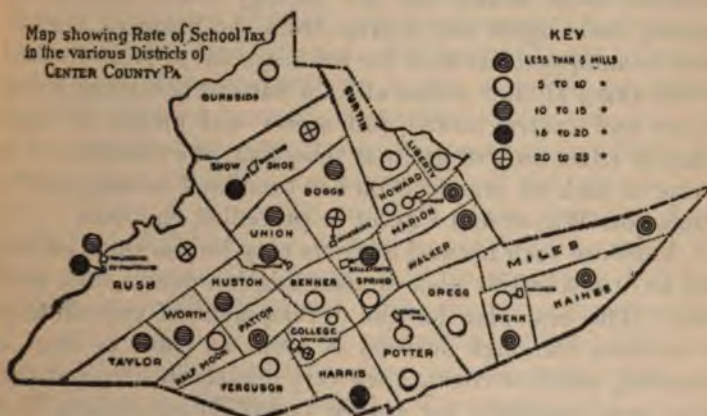 Map showing Rate of School Tax
in the various Districts of
CENTER COUNTY PA
KEY
LESS THAN 5 MILLS
5 TO 10 "
10 TO 15 "
15 TO 20 "
20 TO 25 "
BURNSIDE
CURTIN
SNOW SHOE
LIBERTY
HOWARD
BOGGS
MARION
UNION
WALKER
MILES
RUSH
BELLEFONTE
HUSTON
BENNER
SPRING
GREGG
HAINES
PENN
WORTH
PATTON
COLLEGE
STATE COLLEGE
TAYLOR
HALF MOON
POTTER
FERGUSON
HARRIS